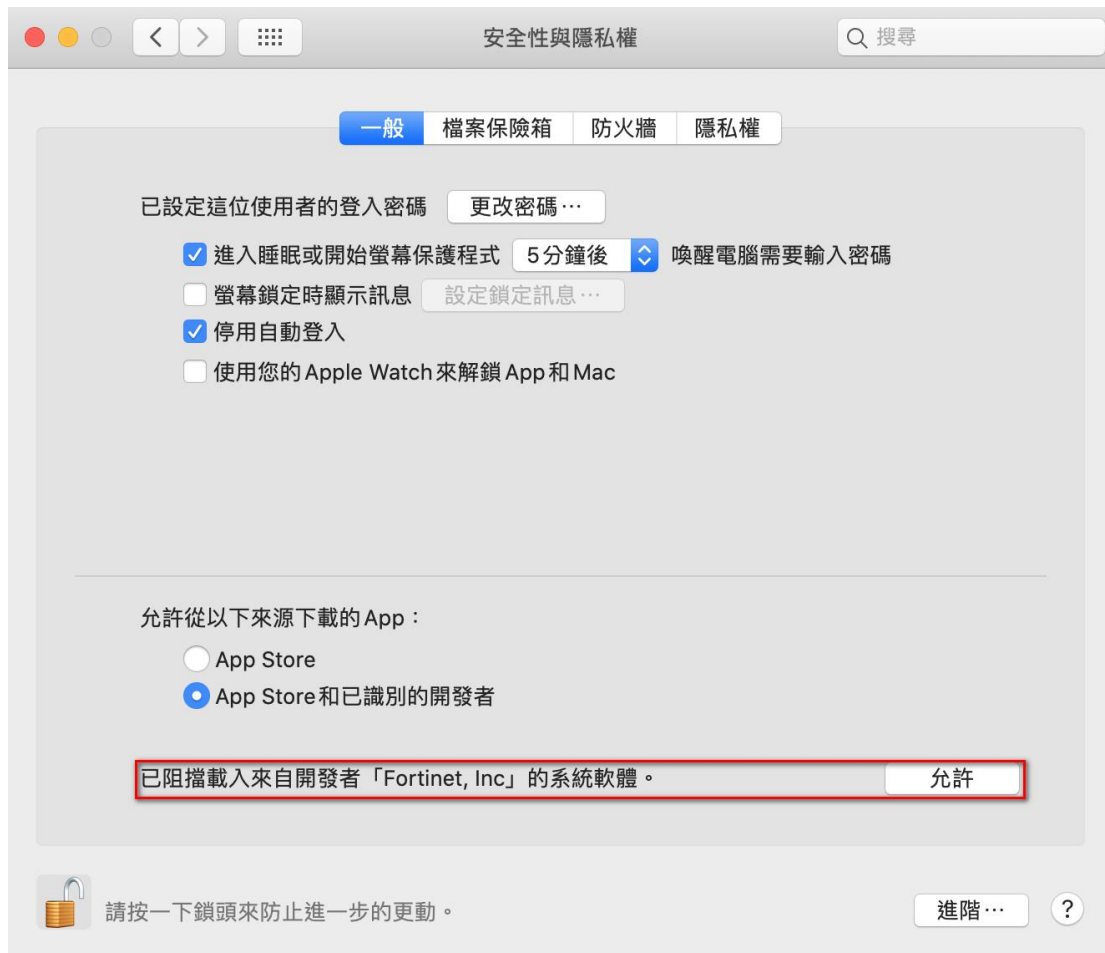 安全性與隱私權
搜尋
一般 檔案保險箱 防火牆 隱私權
已設定這位使用者的登入密碼 更改密碼⋯
進入睡眠或開始螢幕保護程式 5分鐘後 喚醒電腦需要輸入密碼
螢幕鎖定時顯示訊息 設定鎖定訊息⋯
停用自動登入
使用您的Apple Watch來解鎖App和Mac
允許從以下來源下載的App：
App Store
App Store和已識別的開發者
已阻擋載入來自開發者「Fortinet, Inc」的系統軟體。 允許
請按一下鎖頭來防止進一步的更動。 進階⋯ ?